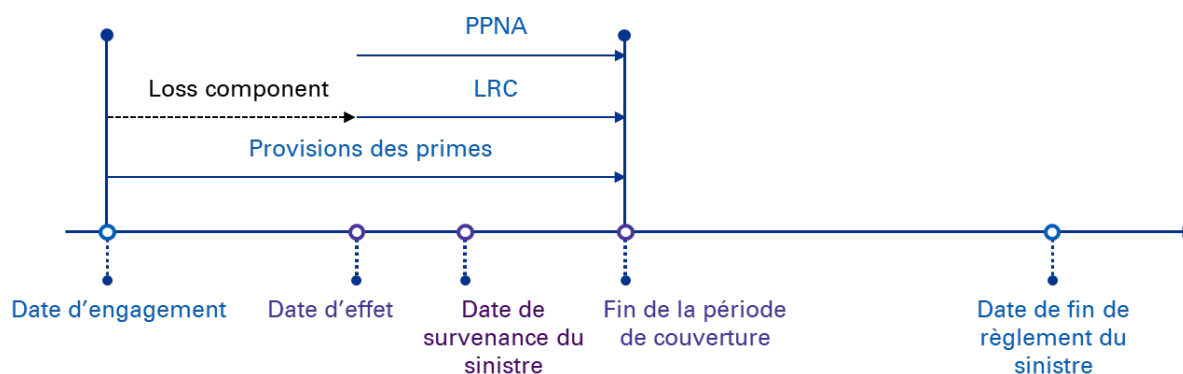 PPNA
Loss component
LRC
Provisions des primes
Date d'engagement
Date d'effet
Date de
survenance du
sinistre
Fin de la période
de couverture
Date de fin de
règlement du
sinistre